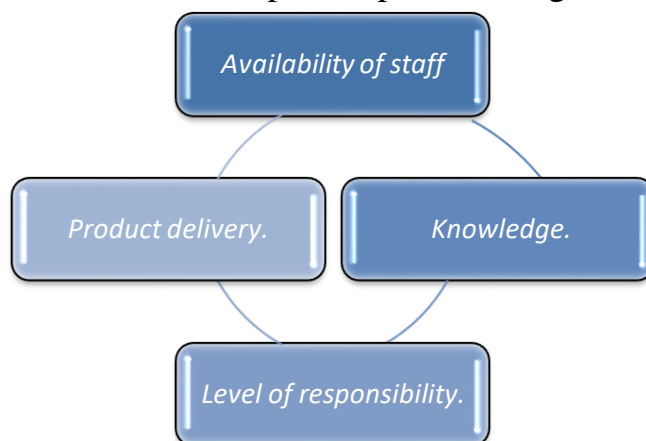 Availability of staff
Product delivery.
Knowledge.
Level of responsibility.